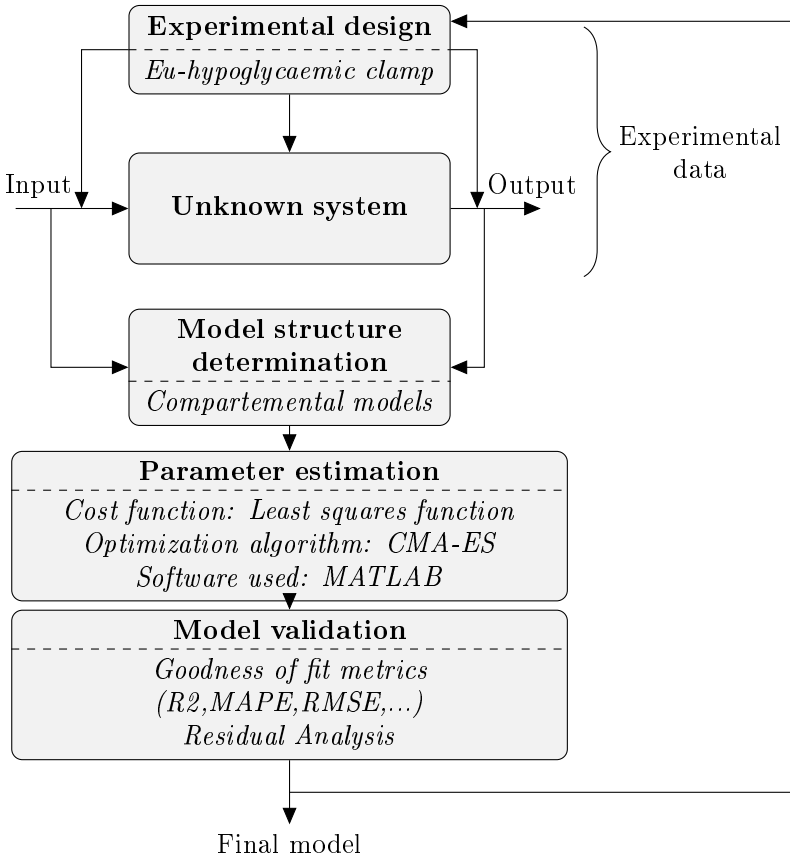 Experimental design
Eu-hypoglycaemic clamp
Experimental
data
Input
Output
Unknown system
Model structure
determination
Compartemental models
Parameter estimation
Cost function: Least squares function
Optimization algorithm: CMA-ES
Software used: MATLAB
Model validation
Goodness of fit metrics
(R2,MAPE,RMSE,...)
Residual Analysis
Final model